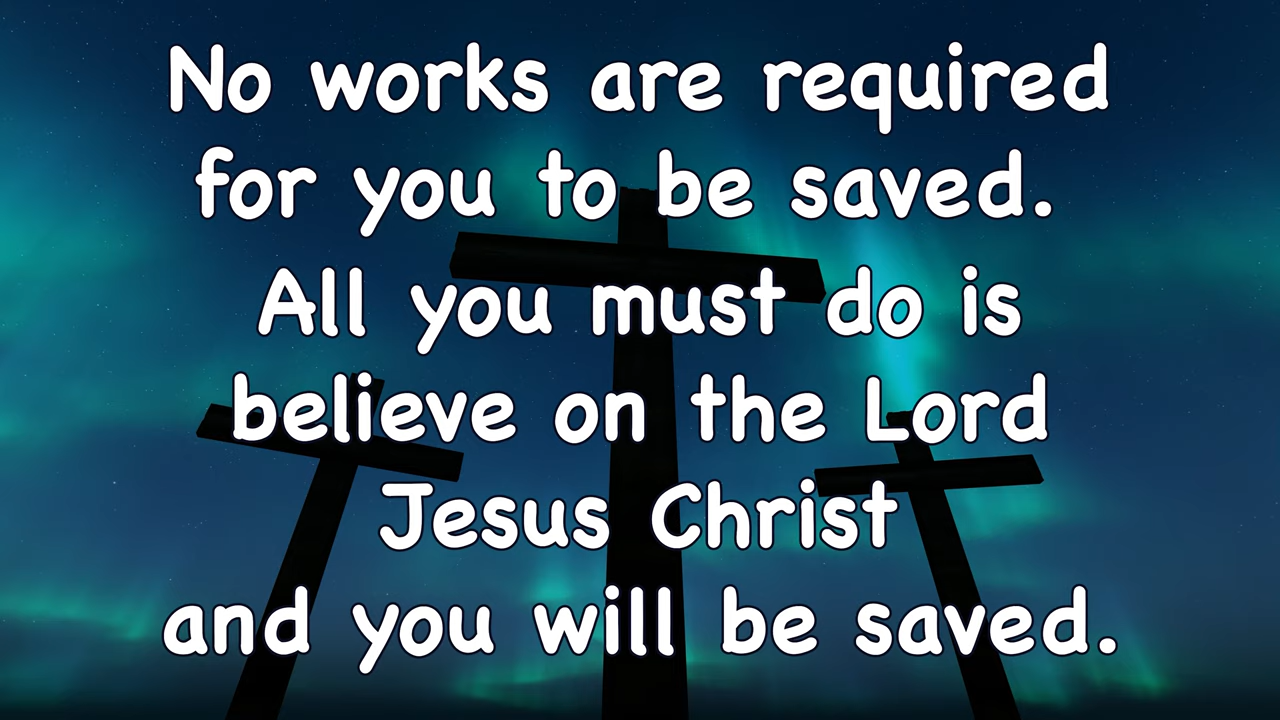 No works are required
for you to be saved.
All you must do is
believe on the Lord
Jesus Christ
and you will be saved.